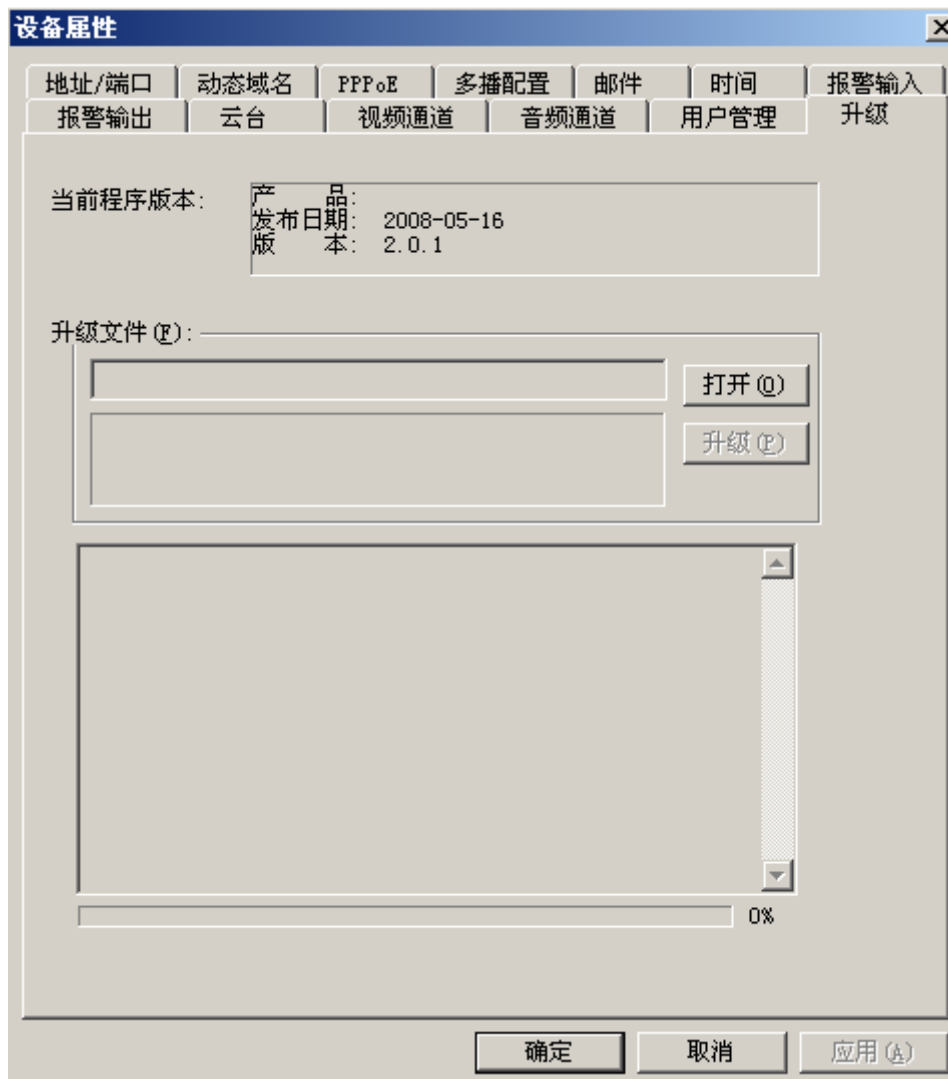 设备属性
地址/端口 动态域名 PPPoE 多播配置 邮件 时间 报警输入
报警输出 云台 视频通道 音频通道 用户管理 升级
当前程序版本:
产 品:
发布日期: 2008-05-16
版 本: 2.0.1
升级文件(F):
打开(O)
升级(P)
0%
确定 取消 应用(A)